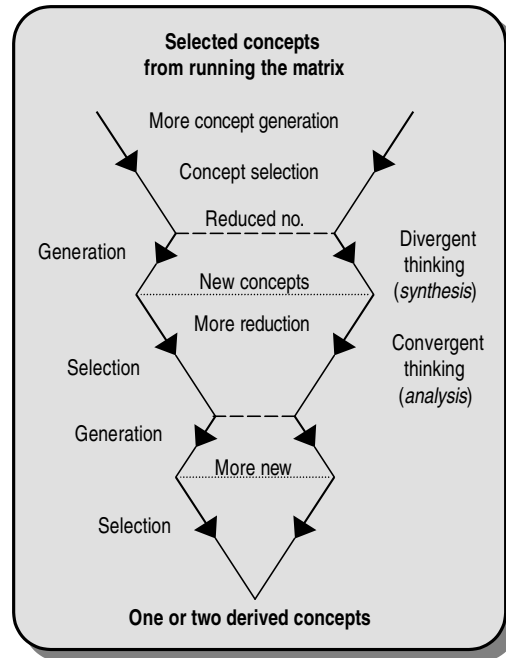 Selected concepts
from running the matrix
More concept generation
Concept selection
Reduced no.
Generation
Divergent
thinking
(synthesis)
New concepts
More reduction
Convergent
thinking
(analysis)
Selection
Generation
More new
Selection
One or two derived concepts